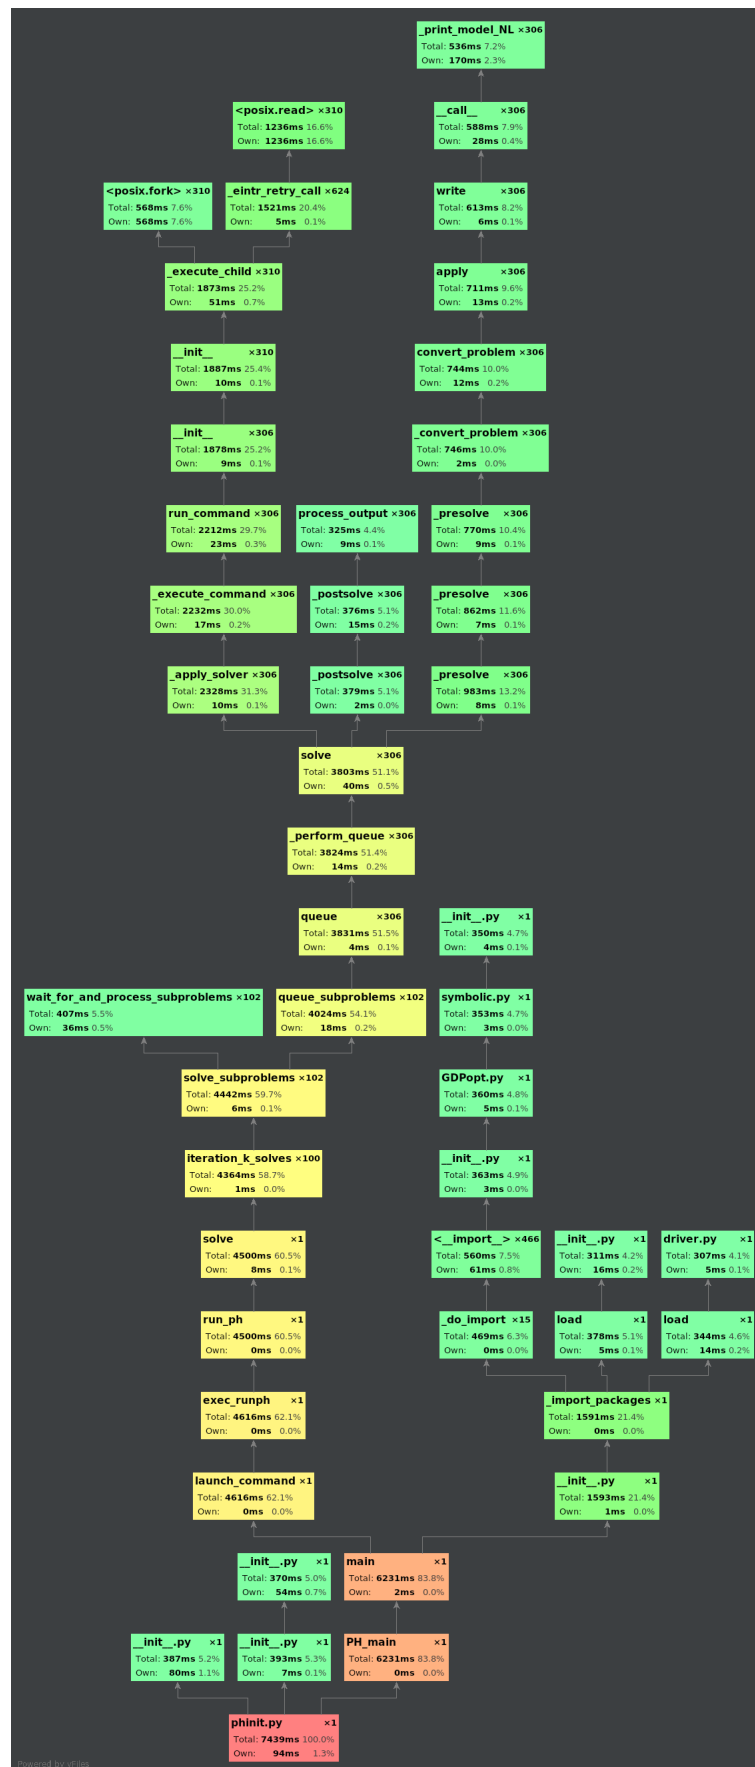 _print_model_NL ×306
Total: 536ms 7.2%
Own: 170ms 2.3%
<posix.read> ×310
Total: 1236ms 16.6%
Own: 1236ms 16.6%
__call__ ×306
Total: 588ms 7.9%
Own: 28ms 0.4%
<posix.fork> ×310
Total: 568ms 7.6%
Own: 568ms 7.6%
_eintr_retry_call ×624
Total: 1521ms 20.4%
Own: 5ms 0.1%
write ×306
Total: 613ms 8.2%
Own: 6ms 0.1%
_execute_child ×310
Total: 1873ms 25.2%
Own: 51ms 0.7%
apply ×306
Total: 711ms 9.6%
Own: 13ms 0.2%
__init__ ×310
Total: 1887ms 25.4%
Own: 10ms 0.1%
convert_problem ×306
Total: 744ms 10.0%
Own: 12ms 0.2%
__init__ ×306
Total: 1878ms 25.2%
Own: 9ms 0.1%
_convert_problem ×306
Total: 746ms 10.0%
Own: 2ms 0.0%
run_command ×306
Total: 2212ms 29.7%
Own: 23ms 0.3%
process_output ×306
Total: 325ms 4.4%
Own: 9ms 0.1%
_presolve ×306
Total: 770ms 10.4%
Own: 9ms 0.1%
_execute_command ×306
Total: 2232ms 30.0%
Own: 17ms 0.2%
_postsolve ×306
Total: 376ms 5.1%
Own: 15ms 0.2%
_presolve ×306
Total: 862ms 11.6%
Own: 7ms 0.1%
_apply_solver ×306
Total: 2328ms 31.3%
Own: 10ms 0.1%
_postsolve ×306
Total: 379ms 5.1%
Own: 2ms 0.0%
_presolve ×306
Total: 983ms 13.2%
Own: 8ms 0.1%
solve ×306
Total: 3803ms 51.1%
Own: 40ms 0.5%
_perform_queue ×306
Total: 3824ms 51.4%
Own: 14ms 0.2%
queue ×306
Total: 3831ms 51.5%
Own: 4ms 0.1%
__init__.py ×1
Total: 350ms 4.7%
Own: 4ms 0.1%
wait_for_and_process_subproblems ×102
Total: 407ms 5.5%
Own: 36ms 0.5%
queue_subproblems ×102
Total: 4024ms 54.1%
Own: 18ms 0.2%
symbolic.py ×1
Total: 353ms 4.7%
Own: 3ms 0.0%
solve_subproblems ×102
Total: 4442ms 59.7%
Own: 6ms 0.1%
GDPopt.py ×1
Total: 360ms 4.8%
Own: 5ms 0.1%
iteration_k_solves ×100
Total: 4364ms 58.7%
Own: 1ms 0.0%
__init__.py ×1
Total: 363ms 4.9%
Own: 3ms 0.0%
solve ×1
Total: 4500ms 60.5%
Own: 8ms 0.1%
<__import__> ×466
Total: 560ms 7.5%
Own: 61ms 0.8%
__init__.py ×1
Total: 311ms 4.2%
Own: 16ms 0.2%
driver.py ×1
Total: 307ms 4.1%
Own: 5ms 0.1%
run_ph ×1
Total: 4500ms 60.5%
Own: 0ms 0.0%
_do_import ×15
Total: 469ms 6.3%
Own: 0ms 0.0%
load ×1
Total: 378ms 5.1%
Own: 5ms 0.1%
load ×1
Total: 344ms 4.6%
Own: 14ms 0.2%
exec_runph ×1
Total: 4616ms 62.1%
Own: 0ms 0.0%
_import_packages ×1
Total: 1591ms 21.4%
Own: 0ms 0.0%
launch_command ×1
Total: 4616ms 62.1%
Own: 0ms 0.0%
__init__.py ×1
Total: 1593ms 21.4%
Own: 1ms 0.0%
__init__.py ×1
Total: 370ms 5.0%
Own: 54ms 0.7%
main ×1
Total: 6231ms 83.8%
Own: 2ms 0.0%
__init__.py ×1
Total: 387ms 5.2%
Own: 80ms 1.1%
__init__.py ×1
Total: 393ms 5.3%
Own: 7ms 0.1%
PH_main ×1
Total: 6231ms 83.8%
Own: 0ms 0.0%
phinit.py ×1
Total: 7439ms 100.0%
Own: 94ms 1.3%
Powered by yFiles